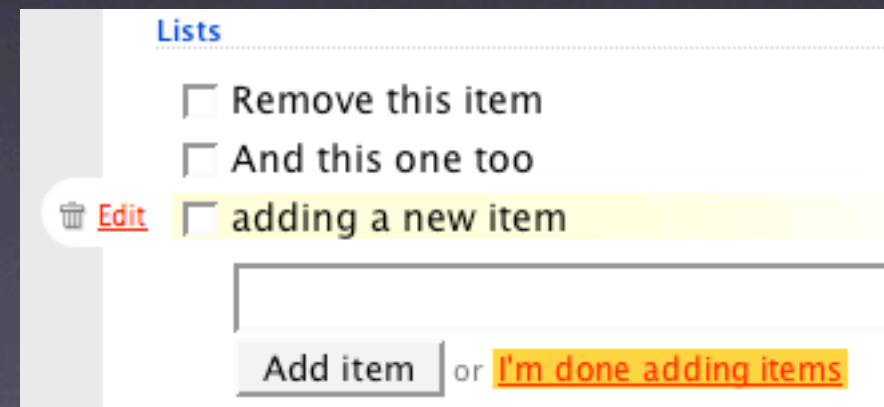 Lists
Remove this item
And this one too
Edit adding a new item
Add item or I'm done adding items